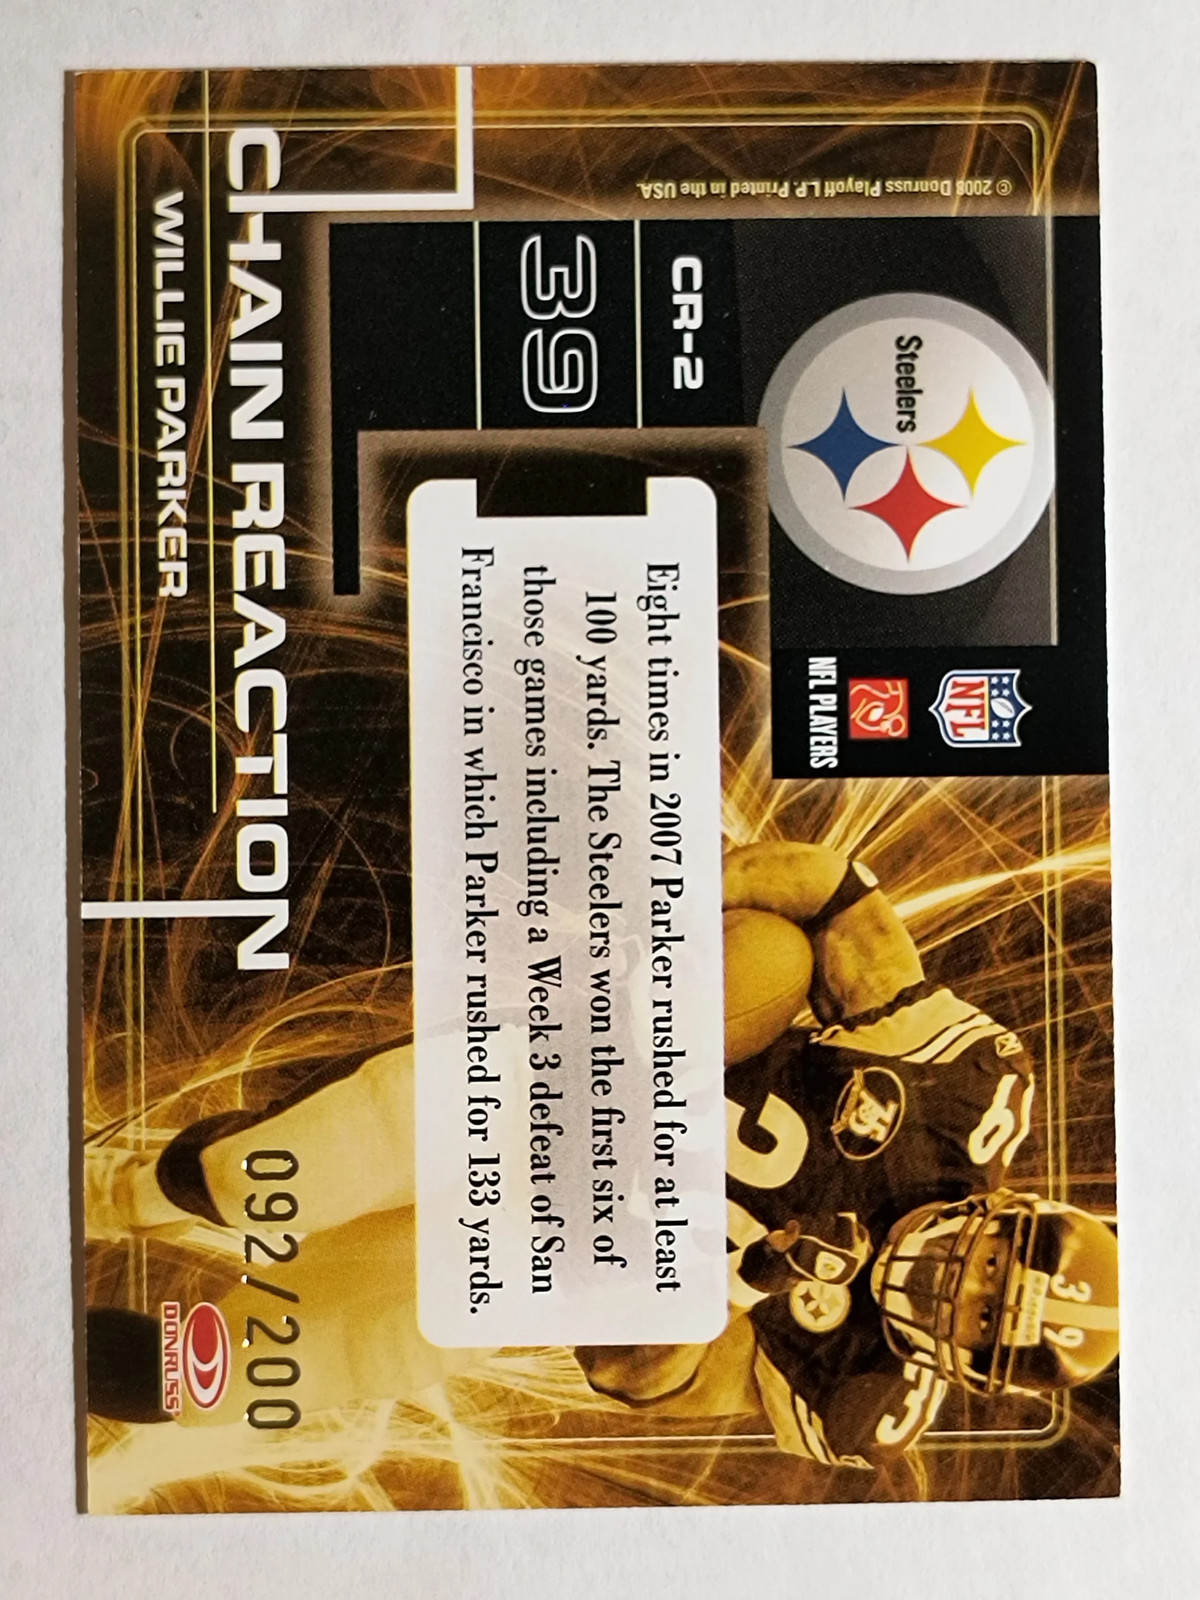 © 2008 Donruss Playoff L.P. Printed in the USA.
Steelers
NFL
NFL PLAYERS
CR-2
39
Eight times in 2007 Parker rushed for at least
100 yards. The Steelers won the first six of
those games including a Week 3 defeat of San
Francisco in which Parker rushed for 133 yards.
39
75
CHAIN REACTION
WILLIE PARKER
092/200
DONRUSS